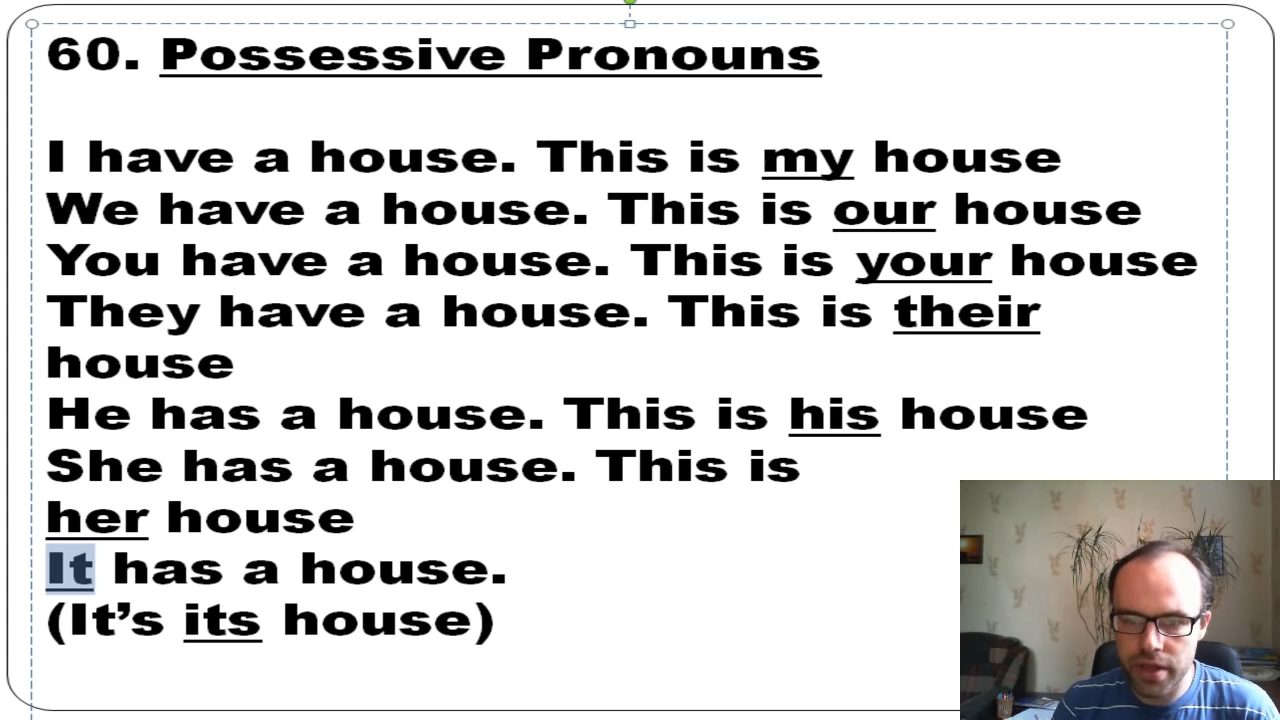 60. Possessive Pronouns
I have a house. This is my house
We have a house. This is our house
You have a house. This is your house
They have a house. This is their
house
He has a house. This is his house
She has a house. This is
her house
It has a house.
(It’s its house)